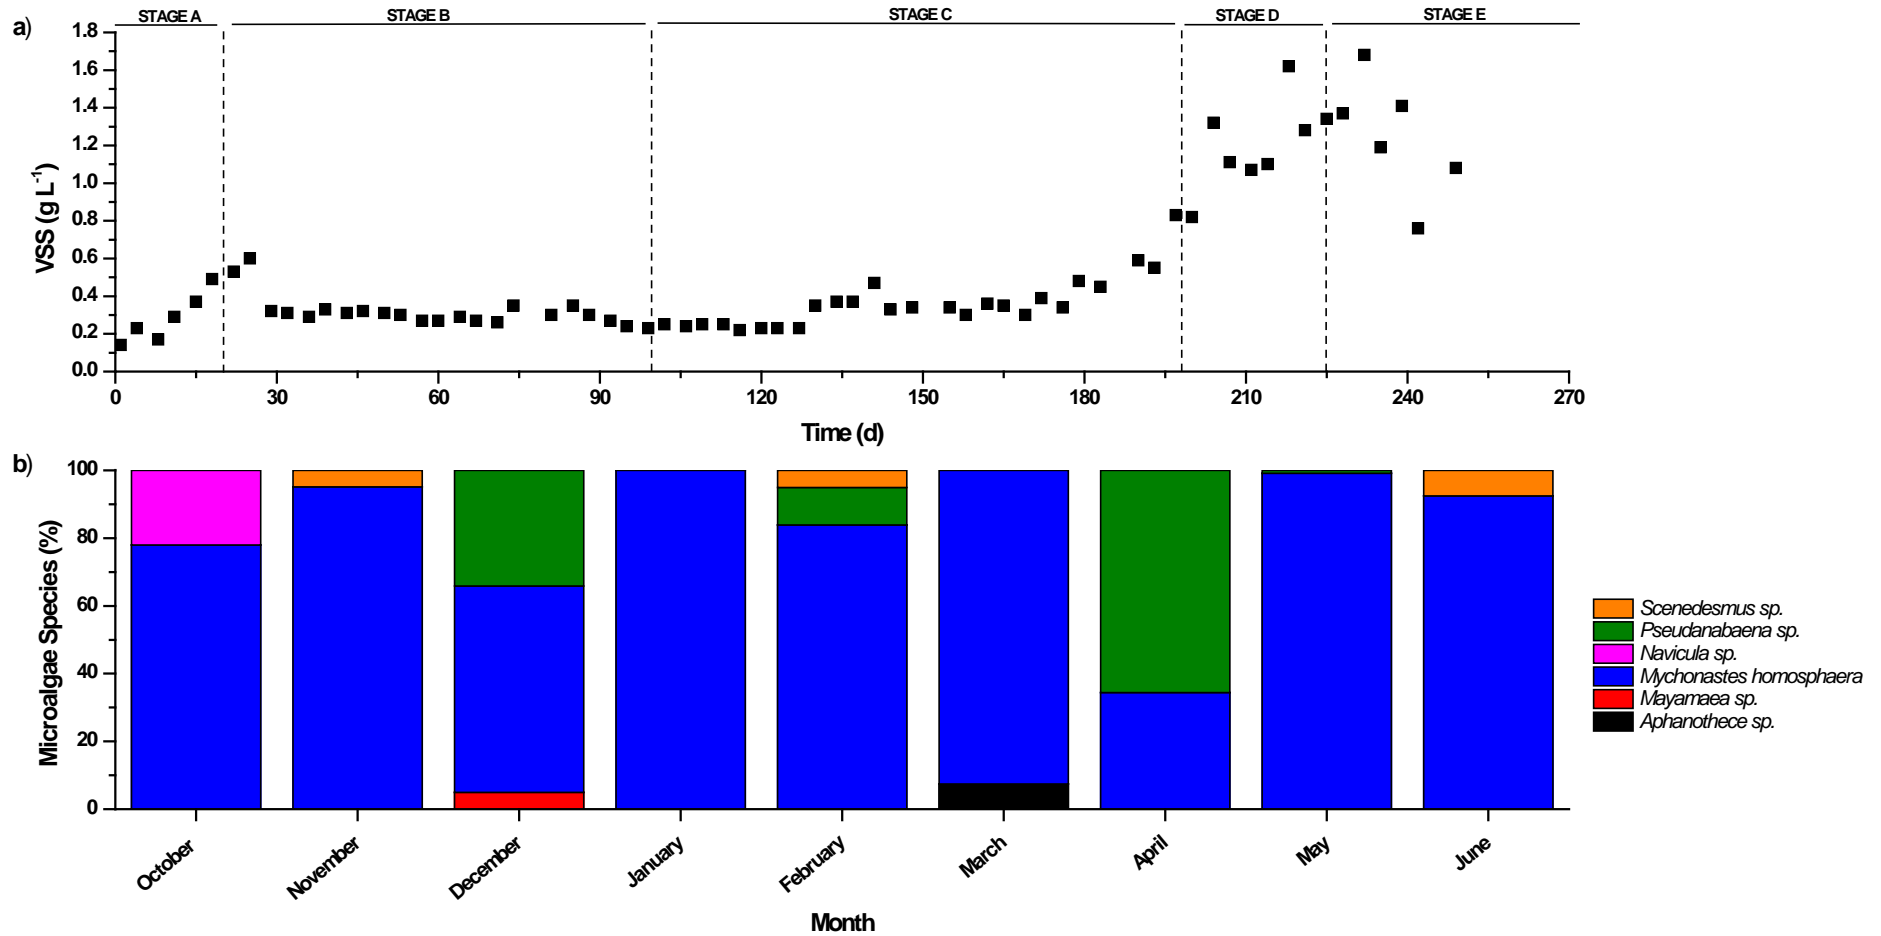 STAGE A STAGE B STAGE C STAGE D STAGE E
a)
1.8
1.6
1.4
1.2
1.0
0.8
0.6
0.4
0.2
0.0
VSS (g L-1)
0 30 60 90 120 150 180 210 240 270
Time (d)
b)
100
80
60
40
20
0
Microalgae Species (%)
October November December January February March April May June
Month
Scenedesmus sp.
Pseudanabaena sp.
Navicula sp.
Mychonastes homosphaera
Mayamaea sp.
Aphanothece sp.